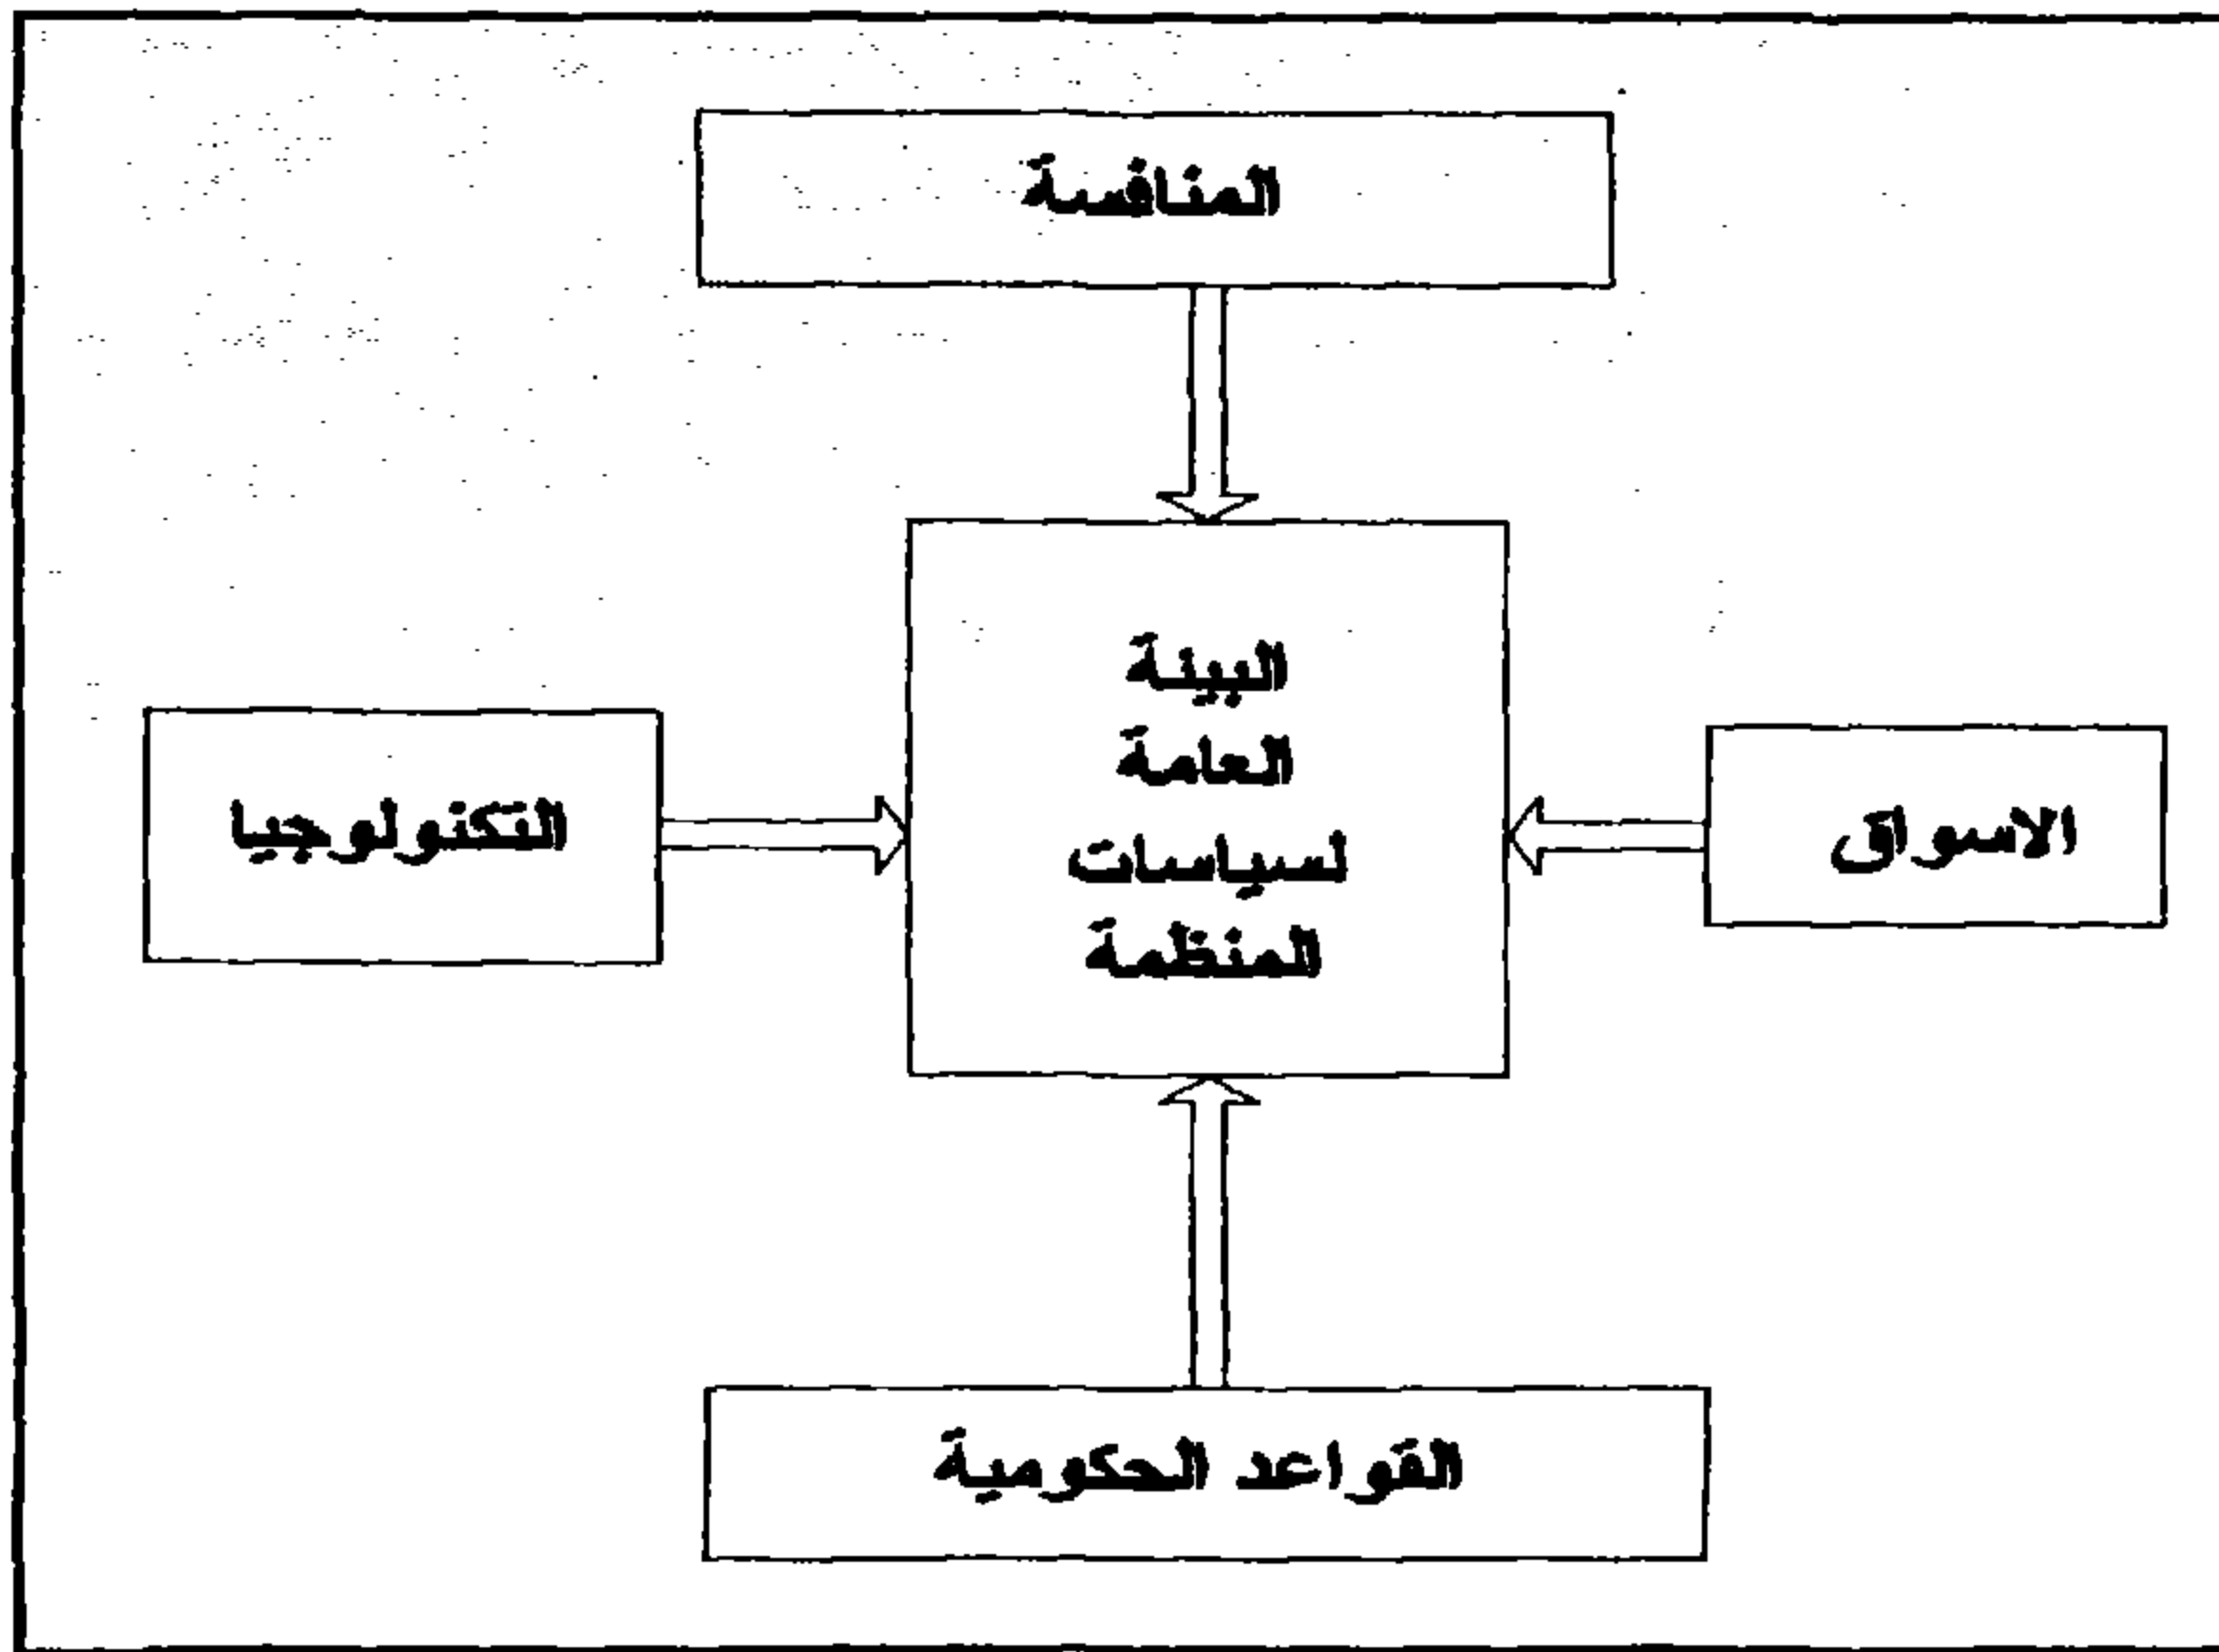 المنافسة
البيئة
العامة
لسياسات
المنظمة
الاسواق
التكنولوجيا
القواعد الحكومية